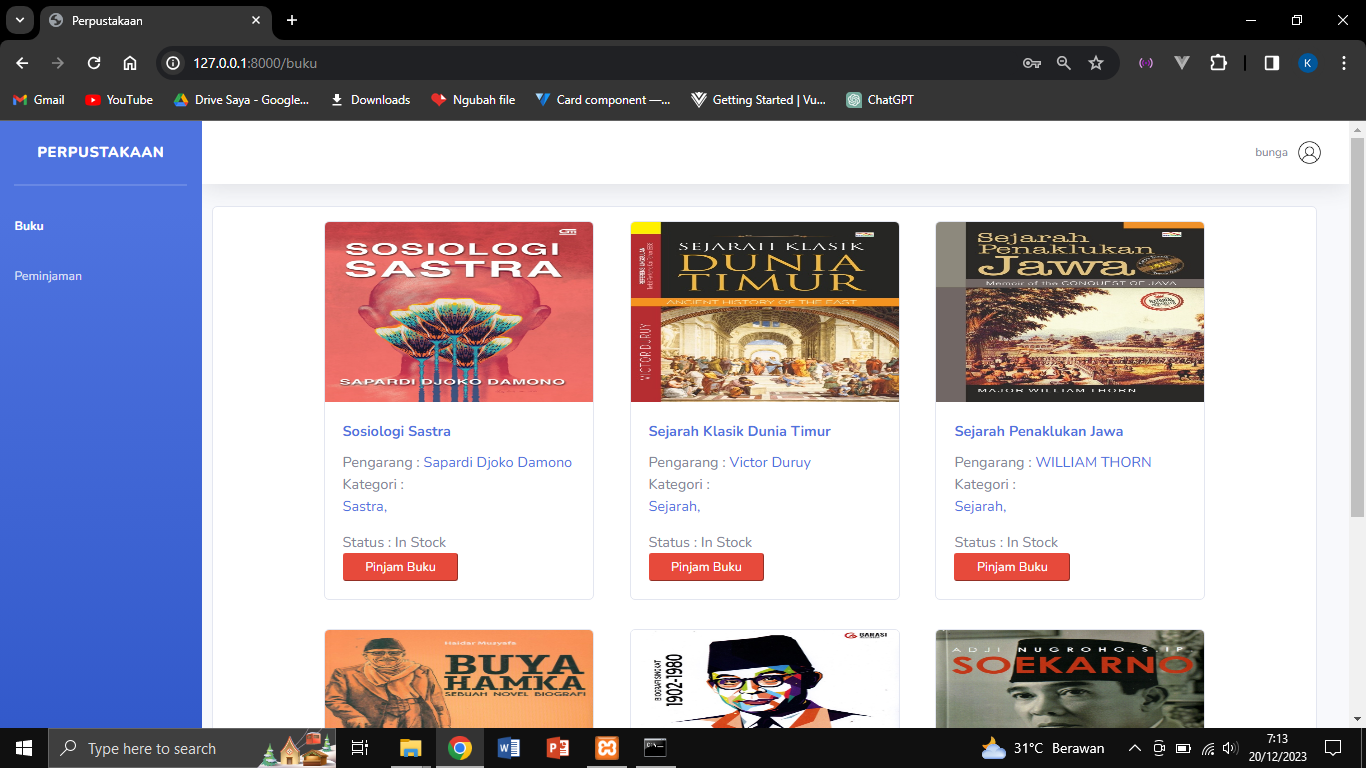 Perpustakaan
127.0.0.1:8000/buku
K
Gmail
YouTube
Drive Saya - Google...
Downloads
Ngubah file
Card component —...
Getting Started | Vu...
ChatGPT
PERPUSTAKAAN
bunga
Buku
Peminjaman
SOSIOLOGI
SASTRA
SAPARDI DJOKO DAMONO
SEJARAH KLASIK
DUNIA
TIMUR
ANCIENT HISTORY OF THE EAST
VICTOR DURUY
Sejarah
Penaklukan
Jawa
Memoir of the CONQUEST OF JAVA
MAJOR WILLIAM THORN
Sosiologi Sastra
Pengarang : Sapardi Djoko Damono
Kategori :
Sastra,
Status : In Stock
Pinjam Buku
Sejarah Klasik Dunia Timur
Pengarang : Victor Duruy
Kategori :
Sejarah,
Status : In Stock
Pinjam Buku
Sejarah Penaklukan Jawa
Pengarang : WILLIAM THORN
Kategori :
Sejarah,
Status : In Stock
Pinjam Buku
Haidar Musyafa
BUYA
HAMKA
SEBUAH NOVEL BIOGRAFI
GARASI
BIOGRAFI SINGKAT
1902-1980
ADJI NUGROHO.S.IP
SOEKARNO
Type here to search
31°C Berawan
7:13
20/12/2023